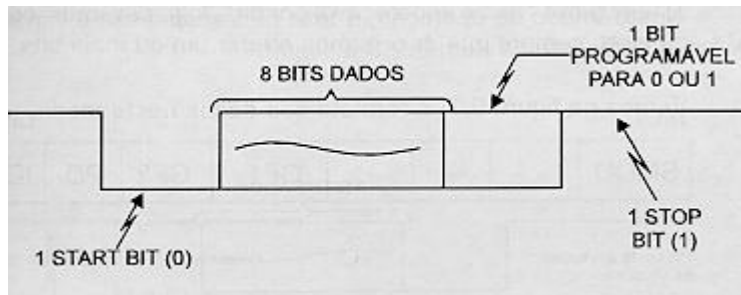 1 BIT
PROGRAMÁVEL
PARA 0 OU 1
8 BITS DADOS
1 START BIT (0)
1 STOP
BIT (1)